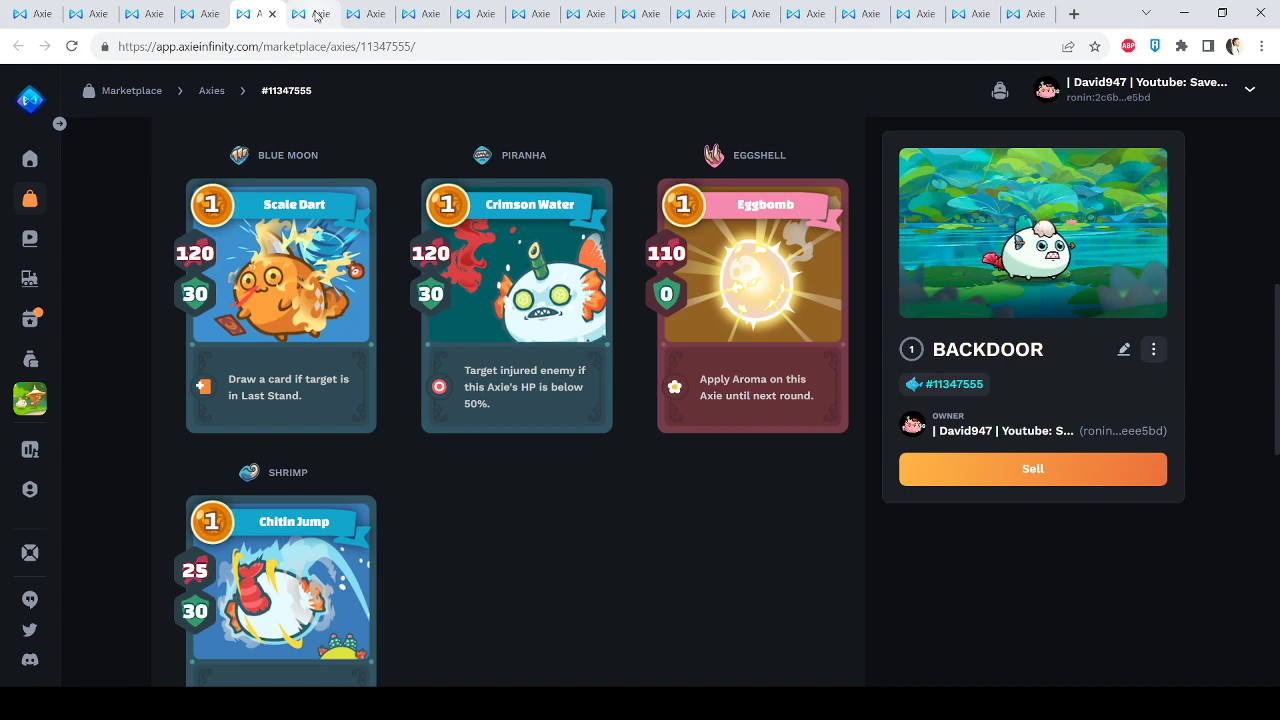 Axie Axie Axie Axie A Axie Axie Axie Axie Axie Axie Axie Axie Axie Axie Axie Axie Axie Axie
https://app.axieinfinity.com/marketplace/axies/11347555/
ABP
Marketplace > Axies > #11347555
| David947 | Youtube: Save...
ronin:2c6b...e5bd
BLUE MOON
PIRANHA
EGGSHELL
1 Scale Dart
1 Crimson Water
1 Eggbomb
120
120
110
30
30
0
Draw a card if target is
in Last Stand.
Target injured enemy if
this Axie's HP is below
50%.
Apply Aroma on this
Axie until next round.
SHRIMP
1 Chitin Jump
25
30
1 BACKDOOR
#11347555
OWNER
| David947 | Youtube: S... (ronin...eee5bd)
Sell